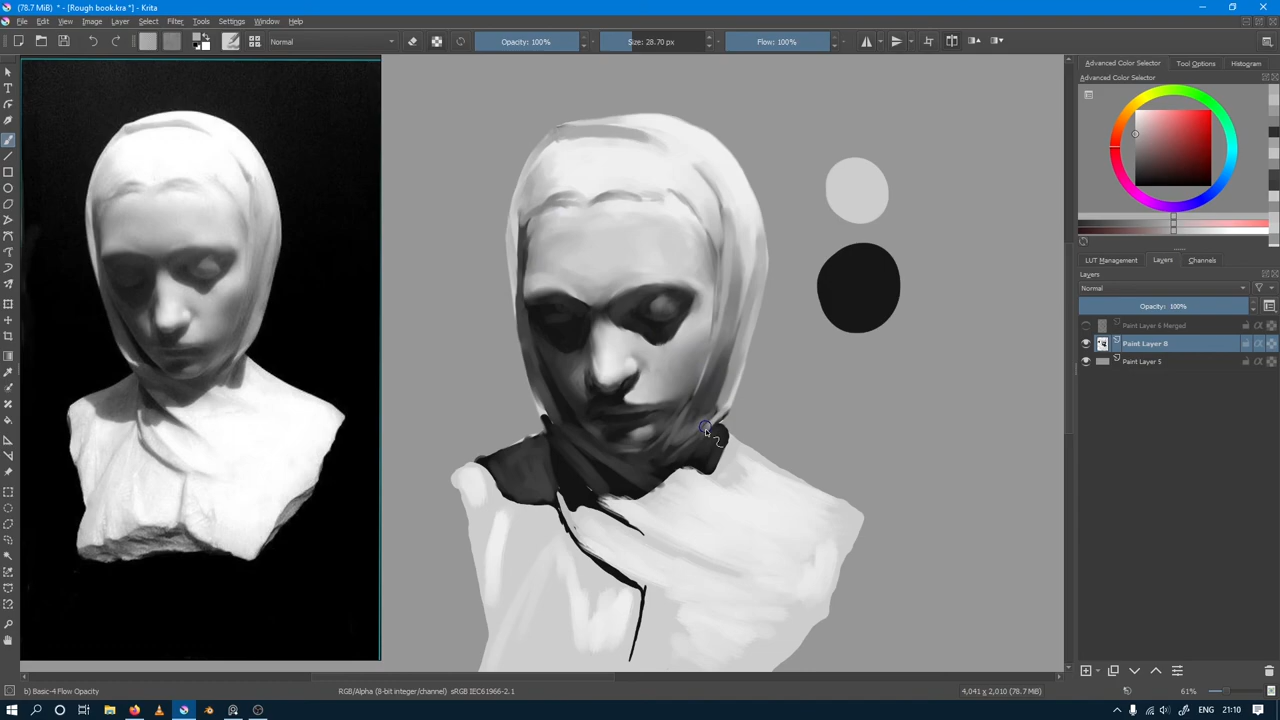 (78.7 MiB) * - [Rough book.kra *] - Krita
File Edit View Image Layer Select Filter Tools Settings Window Help
Normal Opacity: 100% Size: 28.70 px Flow: 100%
Advanced Color Selector Tool Options Histogram
Advanced Color Selector
LUT Management Layers Channels
Layers
Normal
Opacity: 100%
Paint Layer 6 Merged
Paint Layer 8
Paint Layer 5
b) Basic-4 Flow Opacity RGB/Alpha (8-bit integer/channel) sRGB IEC61966-2.1 4,041 x 2,010 (78.7 MiB) 61%
ENG 21:10